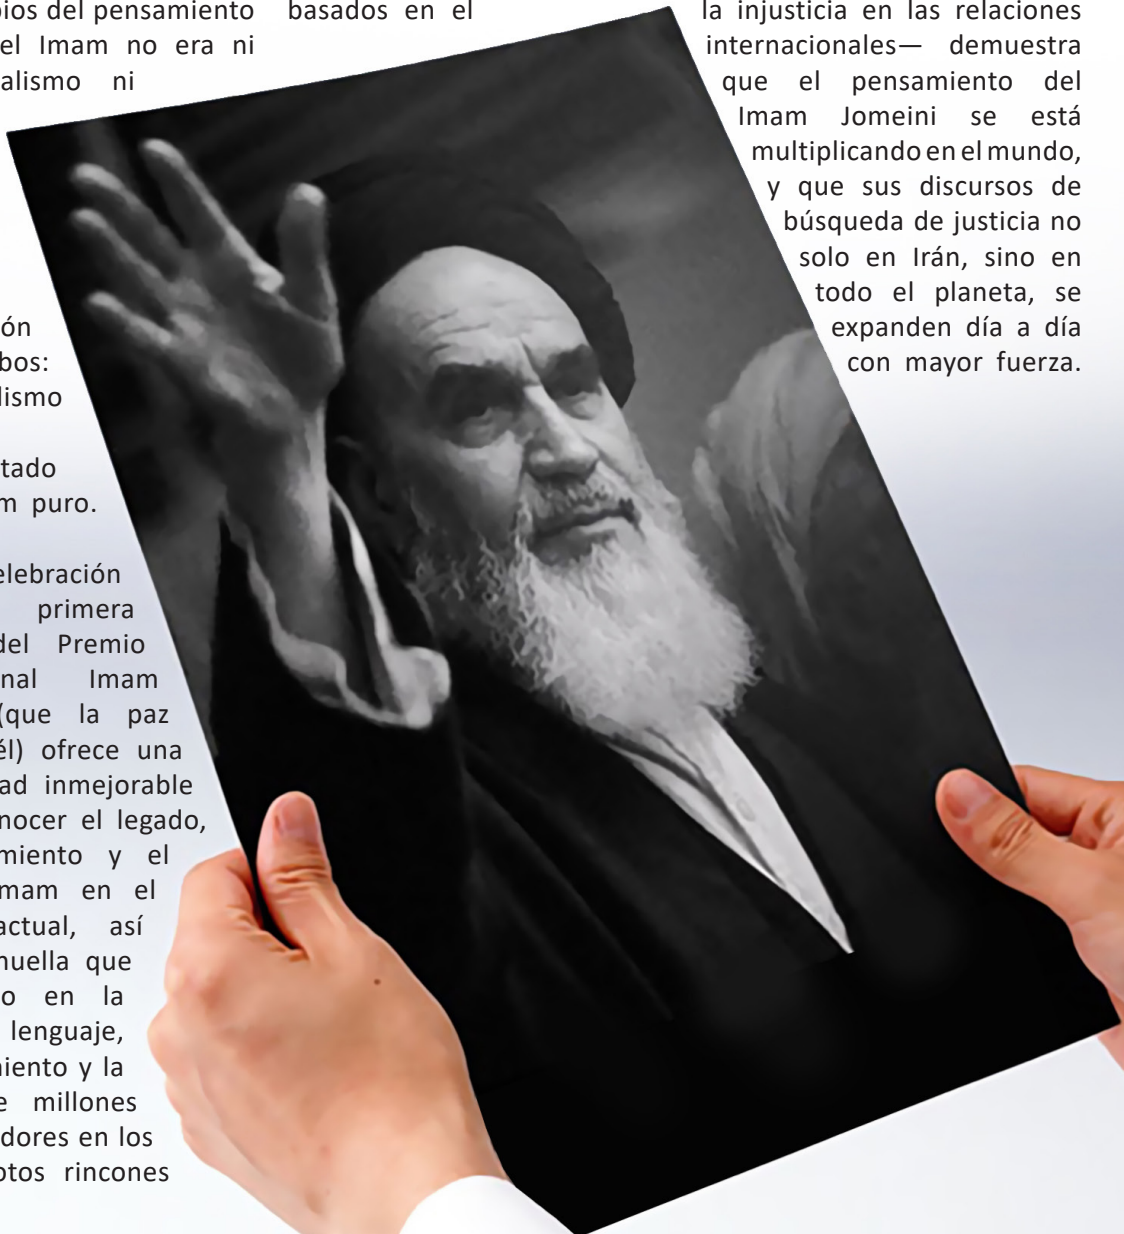 ios del pensamiento
el Imam no era ni
alismo ni
ón
bos:
lismo
tado
m puro.
elebración
primera
del Premio
nal Imam
(que la paz
él) ofrece una
ad inmejorable
nocer el legado,
miento y el
mam en el
actual, así
huella que
o en la
lenguaje,
iento y la
e millones
dores en los
otos rincones
basados en el
la injusticia en las relaciones
internacionales— demuestra
que el pensamiento del
Imam Jomeini se está
multiplicando en el mundo,
y que sus discursos de
búsqueda de justicia no
solo en Irán, sino en
todo el planeta, se
expanden día a día
con mayor fuerza.